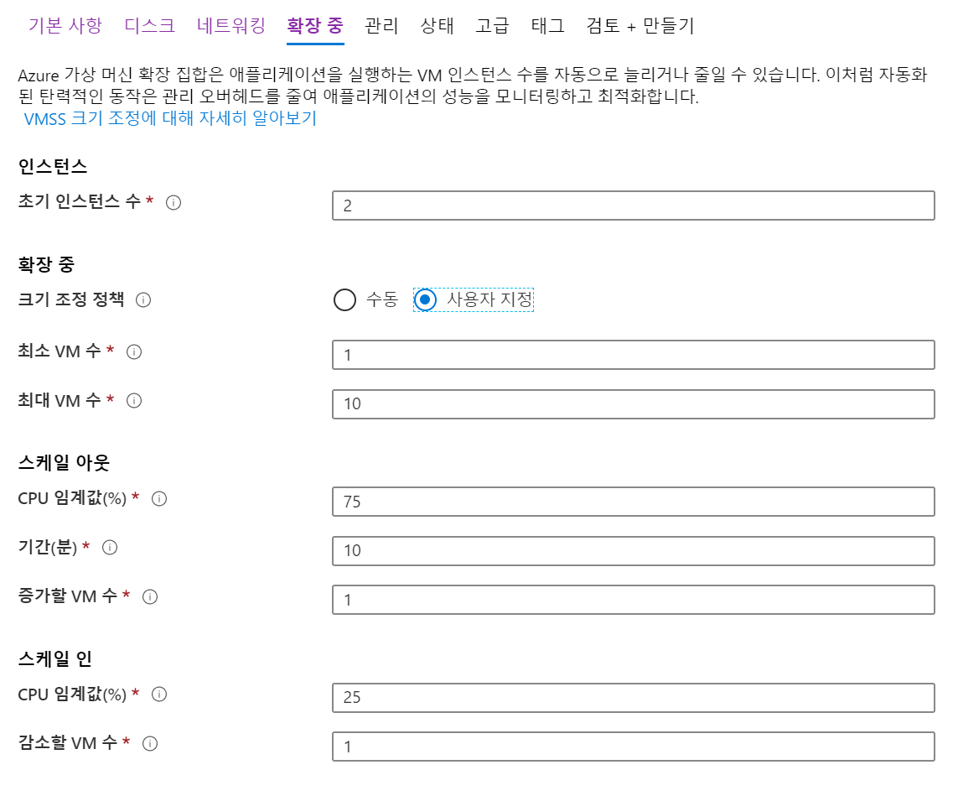 기본 사항 디스크 네트워킹 확장 중 관리 상태 고급 태그 검토 + 만들기
Azure 가상 머신 확장 집합은 애플리케이션을 실행하는 VM 인스턴스 수를 자동으로 늘리거나 줄일 수 있습니다. 이처럼 자동화
된 탄력적인 동작은 관리 오버헤드를 줄여 애플리케이션의 성능을 모니터링하고 최적화합니다.
VMSS 크기 조정에 대해 자세히 알아보기
인스턴스
초기 인스턴스 수 * 2
확장 중
크기 조정 정책 수동 사용자 지정
최소 VM 수 * 1
최대 VM 수 * 10
스케일 아웃
CPU 임계값(%) * 75
기간(분) * 10
증가할 VM 수 * 1
스케일 인
CPU 임계값(%) * 25
감소할 VM 수 * 1